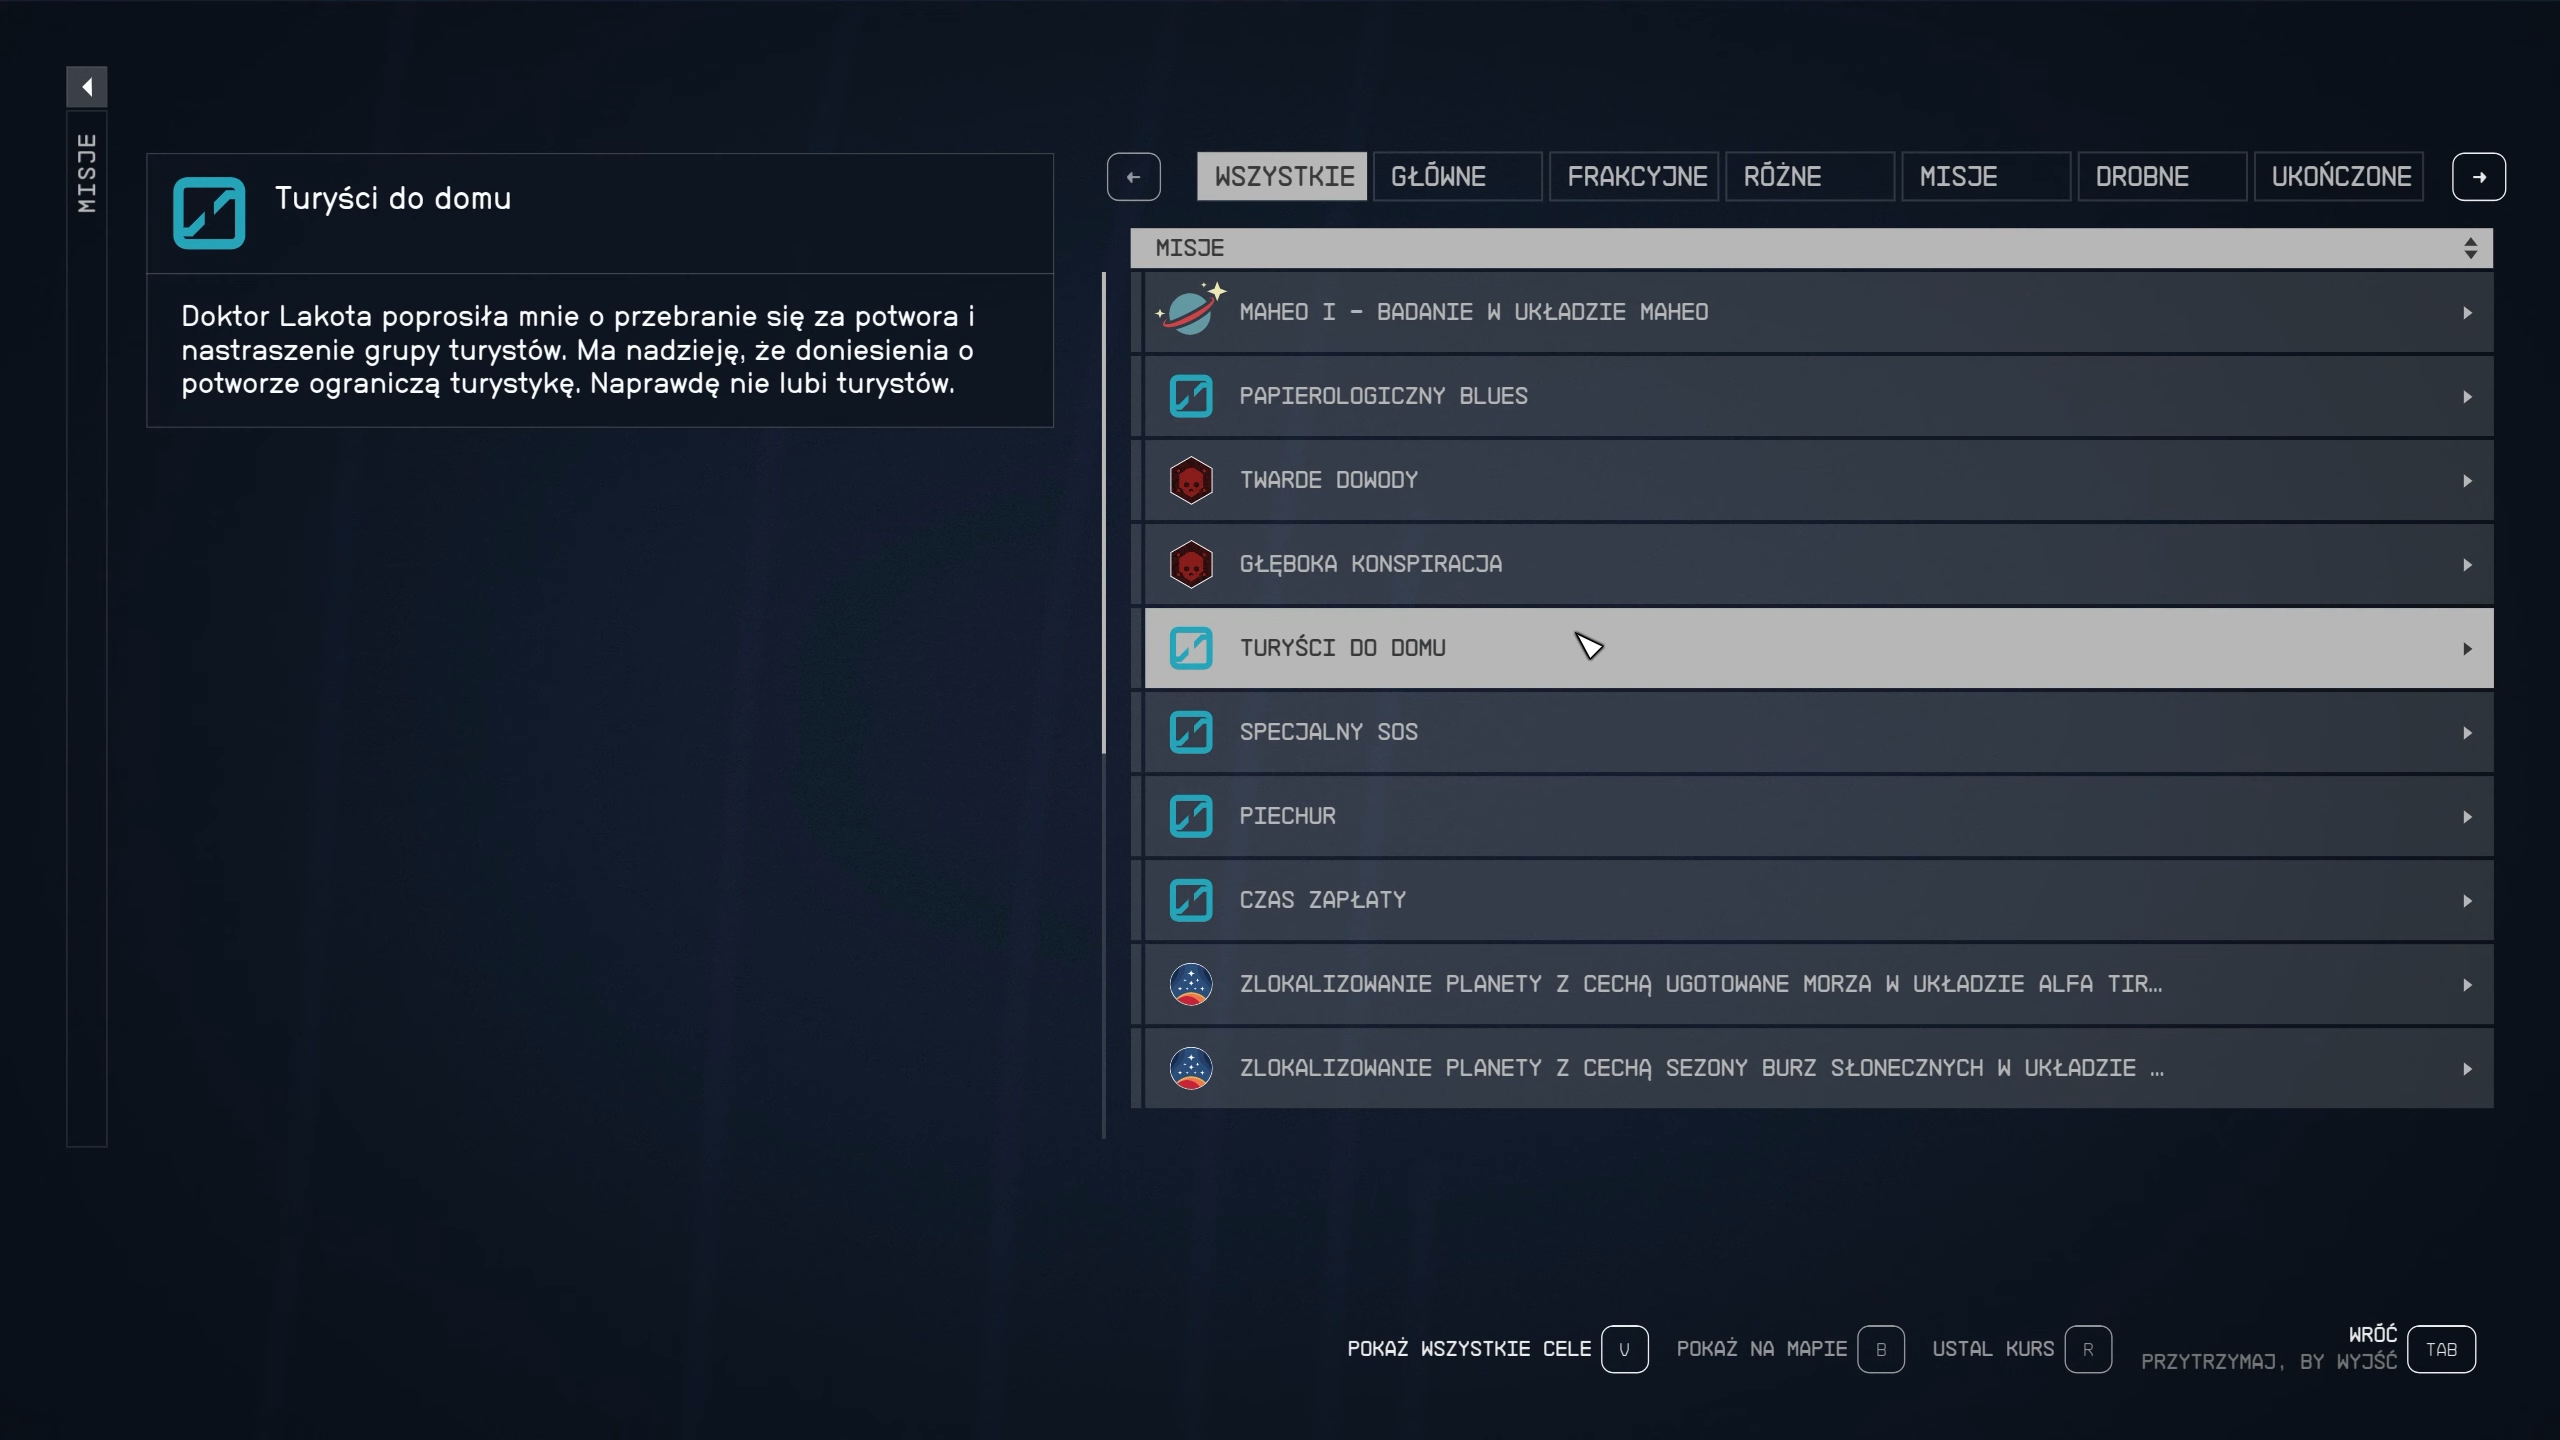 MISJE
Turyści do domu
Doktor Lakota poprosiła mnie o przebranie się za potwora i
nastraszenie grupy turystów. Ma nadzieję, że doniesienia o
potworze ograniczą turystykę. Naprawdę nie lubi turystów.
WSZYSTKIE GŁÓWNE FRAKCYJNE RÓŻNE MISJE DROBNE UKOŃCZONE
MISJE
MAHEO I - BADANIE W UKŁADZIE MAHEO
PAPIEROLOGICZNY BLUES
TWARDE DOWODY
GŁĘBOKA KONSPIRACJA
TURYŚCI DO DOMU
SPECJALNY SOS
PIECHUR
CZAS ZAPŁATY
ZLOKALIZOWANIE PLANETY Z CECHĄ UGOTOWANE MORZA W UKŁADZIE ALFA TIR...
ZLOKALIZOWANIE PLANETY Z CECHĄ SEZONY BURZ SŁONECZNYCH W UKŁADZIE ...
POKAŻ WSZYSTKIE CELE V POKAŻ NA MAPIE B USTAL KURS R WRÓĆ TAB
PRZYTRZYMAJ, BY WYJŚĆ